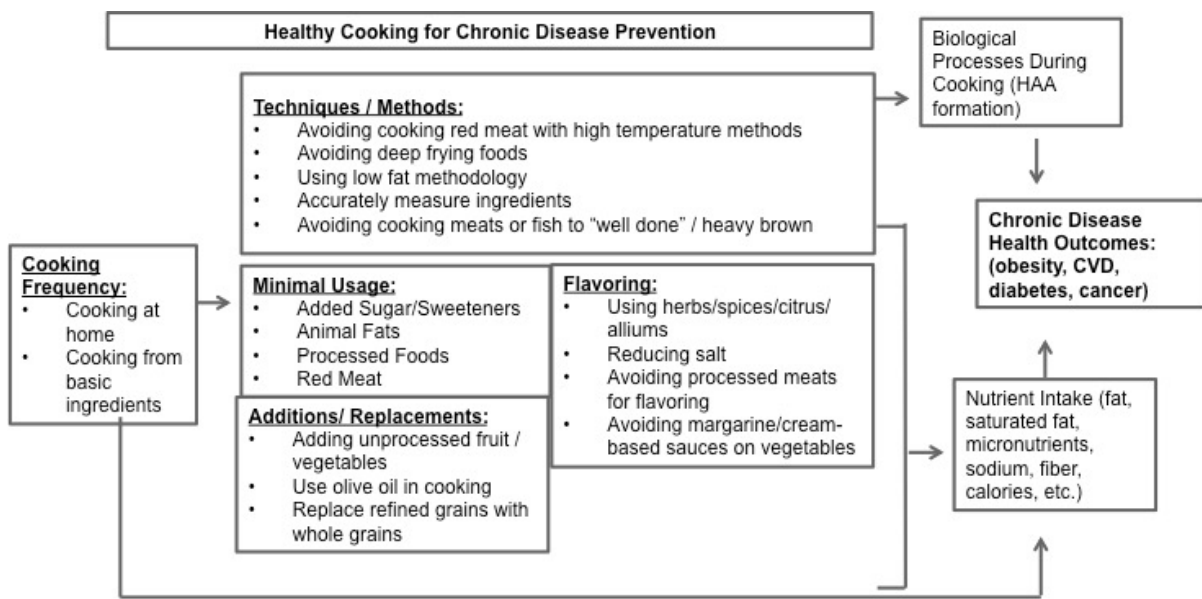 Healthy Cooking for Chronic Disease Prevention
Biological
Processes During
Cooking (HAA
formation)
Techniques / Methods:
• Avoiding cooking red meat with high temperature methods
• Avoiding deep frying foods
• Using low fat methodology
• Accurately measure ingredients
• Avoiding cooking meats or fish to “well done” / heavy brown
Chronic Disease
Health Outcomes:
(obesity, CVD,
diabetes, cancer)
Cooking
Frequency:
• Cooking at
home
• Cooking from
basic
ingredients
Minimal Usage:
• Added Sugar/Sweeteners
• Animal Fats
• Processed Foods
• Red Meat
Flavoring:
• Using herbs/spices/citrus/
alliums
• Reducing salt
• Avoiding processed meats
for flavoring
• Avoiding margarine/cream-
based sauces on vegetables
Additions/ Replacements:
• Adding unprocessed fruit /
vegetables
• Use olive oil in cooking
• Replace refined grains with
whole grains
Nutrient Intake (fat,
saturated fat,
micronutrients,
sodium, fiber,
calories, etc.)